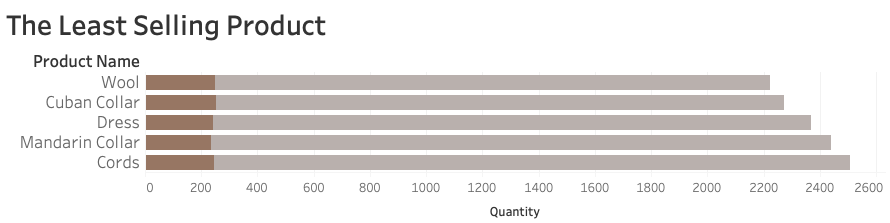 The Least Selling Product
Product Name
Wool
Cuban Collar
Dress
Mandarin Collar
Cords
0 200 400 600 800 1000 1200 1400 1600 1800 2000 2200 2400 2600
Quantity